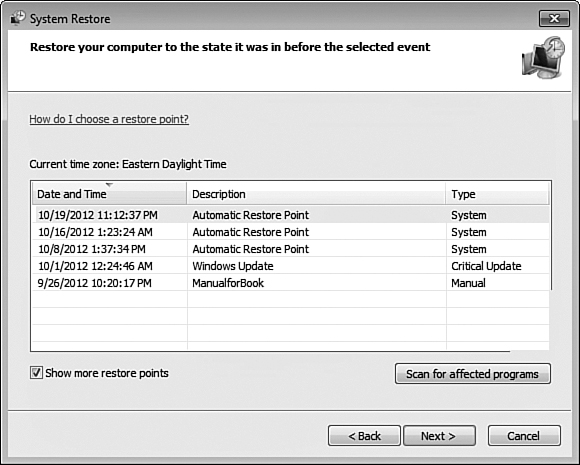 System Restore
Restore your computer to the state it was in before the selected event
How do I choose a restore point?
Current time zone: Eastern Daylight Time
Date and Time Description Type
10/19/2012 11:12:37 PM Automatic Restore Point System
10/16/2012 1:23:24 AM Automatic Restore Point System
10/8/2012 1:37:34 PM Automatic Restore Point System
10/1/2012 12:24:46 AM Windows Update Critical Update
9/26/2012 10:20:17 PM ManualforBook Manual
Show more restore points Scan for affected programs
< Back Next > Cancel